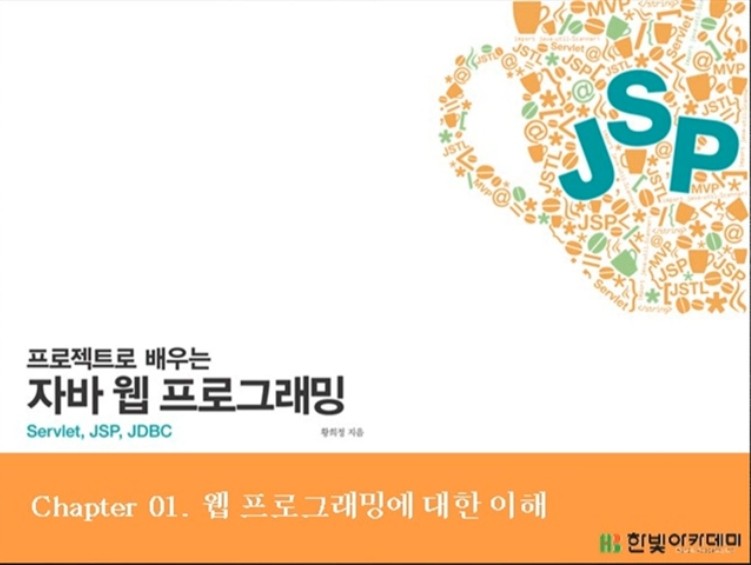 JSP
프로젝트로 배우는
자바 웹 프로그래밍
Servlet, JSP, JDBC
황희정 지음
Chapter 01. 웹 프로그래밍에 대한 이해
한빛아카데미